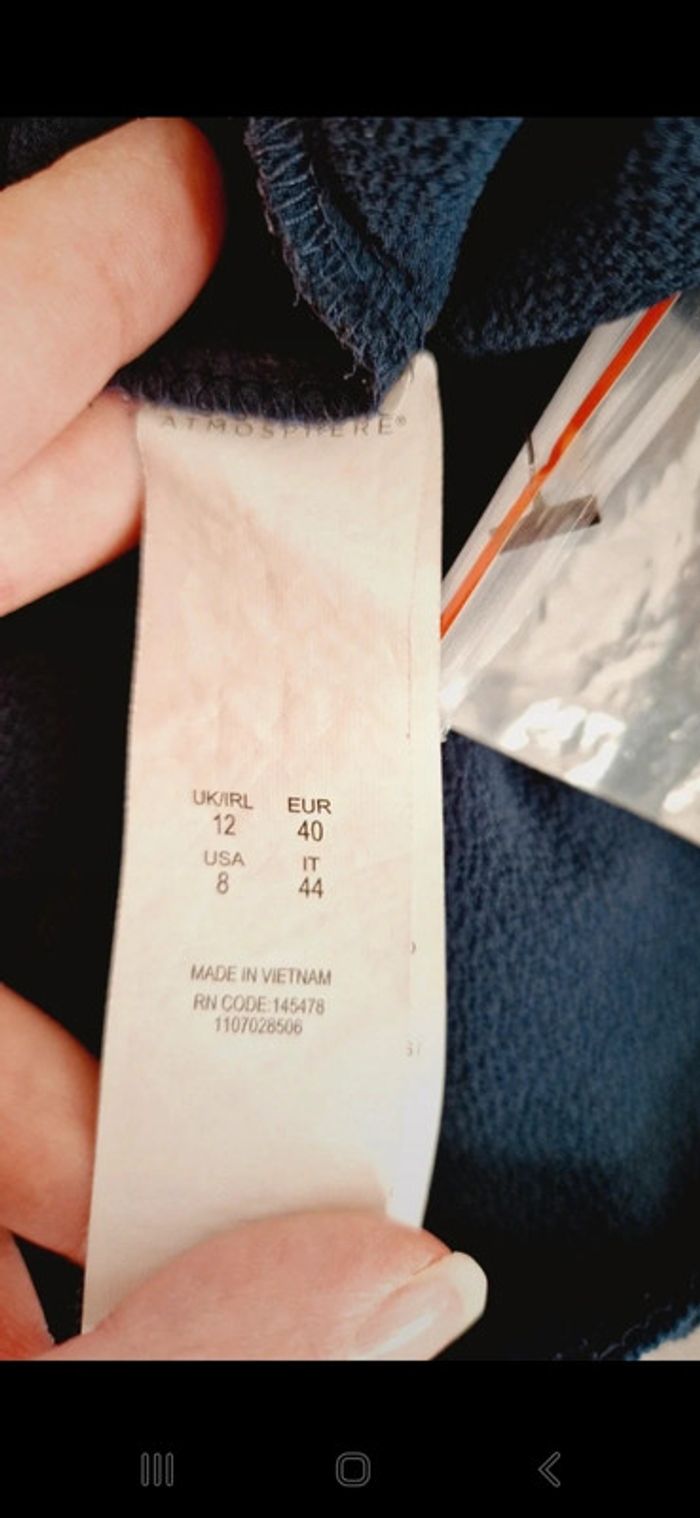 ATMOSPHERE®
UK/IRL EUR
12 40
USA IT
8 44
MADE IN VIETNAM
RN CODE:145478
1107028506